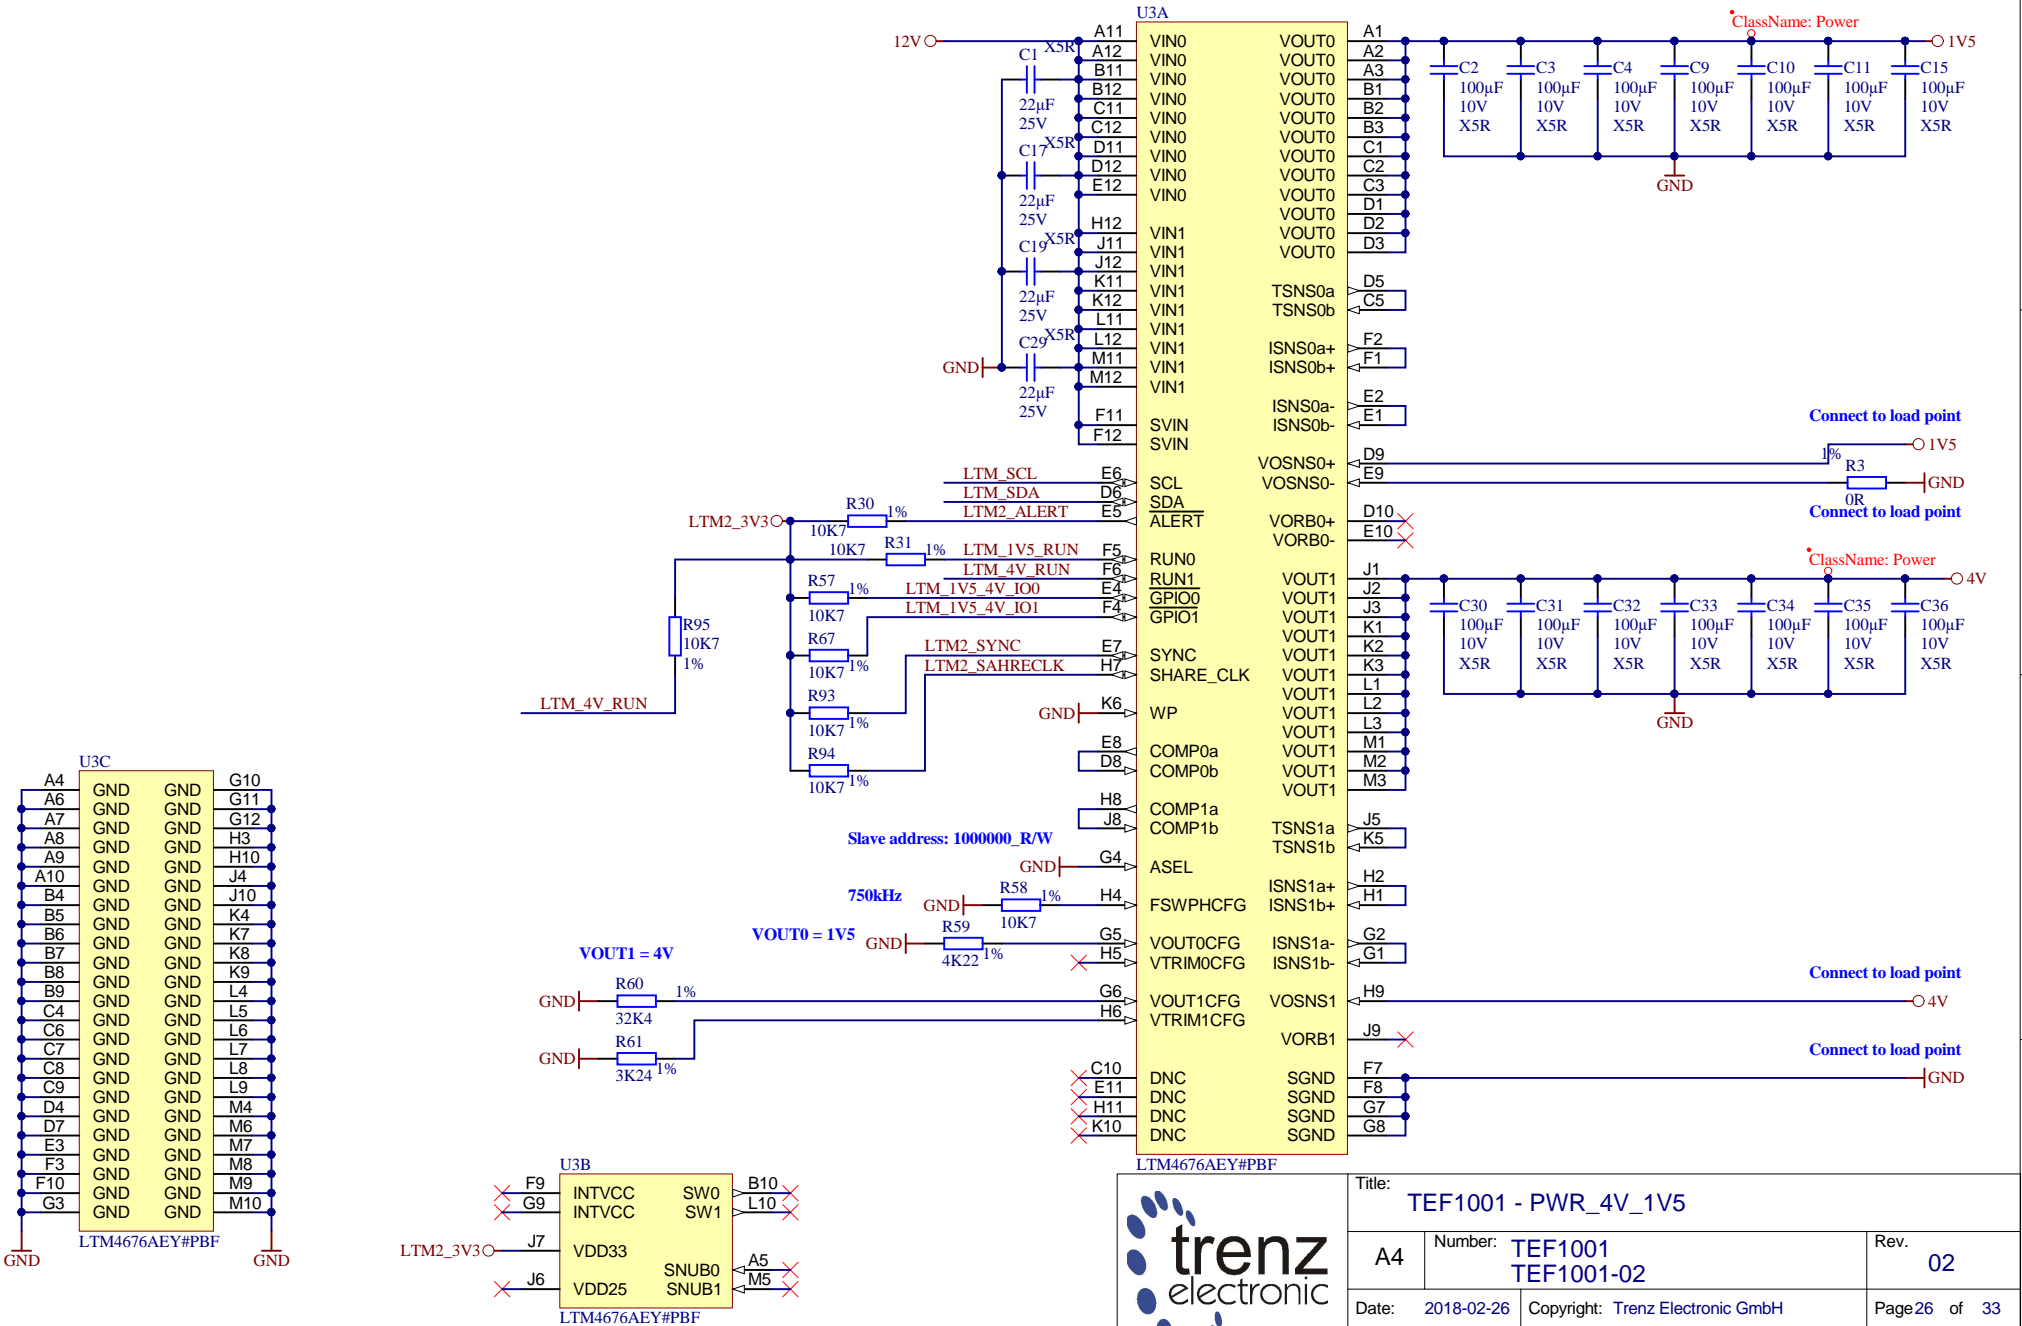 U3A
12V
A11 VIN0
A12 VIN0
B11 VIN0
B12 VIN0
C11 VIN0
C12 VIN0
D11 VIN0
D12 VIN0
E12 VIN0
H12 VIN1
J11 VIN1
J12 VIN1
K11 VIN1
K12 VIN1
L11 VIN1
L12 VIN1
M11 VIN1
M12 VIN1
F11 SVIN
F12 SVIN
C1 X5R
22µF
25V
C17 X5R
22µF
25V
C19 X5R
22µF
25V
C29 X5R
22µF
25V
GND
VOUT0 A1
VOUT0 A2
VOUT0 A3
VOUT0 B1
VOUT0 B2
VOUT0 B3
VOUT0 C1
VOUT0 C2
VOUT0 C3
VOUT0 D1
VOUT0 D2
VOUT0 D3
TSNS0a D5
TSNS0b C5
ISNS0a+ F2
ISNS0b+ F1
ISNS0a- E2
ISNS0b- E1
VOSNS0+ D9
VOSNS0- E9
VORB0+ D10
VORB0- E10
ClassName: Power
1V5
C2 C3 C4 C9 C10 C11 C15
100µF 100µF 100µF 100µF 100µF 100µF 100µF
10V 10V 10V 10V 10V 10V 10V
X5R X5R X5R X5R X5R X5R X5R
GND
Connect to load point
1V5
1%
R3
0R
GND
Connect to load point
LTM_SCL E6 SCL
LTM_SDA D6 SDA
LTM2_ALERT E5 ALERT
LTM_1V5_RUN F5 RUN0
LTM_4V_RUN F6 RUN1
LTM_1V5_4V_IO0 E4 GPIO0
LTM_1V5_4V_IO1 F4 GPIO1
LTM2_SYNC E7 SYNC
LTM2_SAHRECLK H7 SHARE_CLK
LTM2_3V3
R30 1%
10K7
10K7 R31 1%
R57 1%
10K7
R67
10K7 1%
R93
10K7 1%
R94
10K7 1%
R95
10K7
1%
LTM_4V_RUN
GND K6 WP
E8 COMP0a
D8 COMP0b
H8 COMP1a
J8 COMP1b
Slave address: 1000000_R/W
GND G4 ASEL
750kHz GND R58 1% H4 FSWPHCFG
10K7
VOUT0 = 1V5 GND R59 1% G5 VOUT0CFG
4K22
H5 VTRIM0CFG
VOUT1 = 4V
GND R60 1% G6 VOUT1CFG
32K4
H6 VTRIM1CFG
GND R61
3K24 1%
C10 DNC
E11 DNC
H11 DNC
K10 DNC
ClassName: Power
4V
VOUT1 J1
VOUT1 J2
VOUT1 J3
VOUT1 K1
VOUT1 K2
VOUT1 K3
VOUT1 L1
VOUT1 L2
VOUT1 L3
VOUT1 M1
VOUT1 M2
VOUT1 M3
C30 C31 C32 C33 C34 C35 C36
100µF 100µF 100µF 100µF 100µF 100µF 100µF
10V 10V 10V 10V 10V 10V 10V
X5R X5R X5R X5R X5R X5R X5R
GND
TSNS1a J5
TSNS1b K5
ISNS1a+ H2
ISNS1b+ H1
ISNS1a- G2
ISNS1b- G1
Connect to load point
VOSNS1 H9 4V
VORB1 J9
Connect to load point
SGND F7 GND
SGND F8
SGND G7
SGND G8
LTM4676AEY#PBF
U3C
A4 GND GND G10
A6 GND GND G11
A7 GND GND G12
A8 GND GND H3
A9 GND GND H10
A10 GND GND J4
B4 GND GND J10
B5 GND GND K4
B6 GND GND K7
B7 GND GND K8
B8 GND GND K9
B9 GND GND L4
C4 GND GND L5
C6 GND GND L6
C7 GND GND L7
C8 GND GND L8
C9 GND GND L9
D4 GND GND M4
D7 GND GND M6
E3 GND GND M7
F3 GND GND M8
F10 GND GND M9
G3 GND GND M10
LTM4676AEY#PBF
GND GND
U3B
F9 INTVCC SW0 B10
G9 INTVCC SW1 L10
LTM2_3V3 J7 VDD33
SNUB0 A5
J6 VDD25 SNUB1 M5
LTM4676AEY#PBF
trenz
electronic
Title:
TEF1001 - PWR_4V_1V5
A4
Number: TEF1001
TEF1001-02
Rev.
02
Date: 2018-02-26
Copyright: Trenz Electronic GmbH
Page 26 of 33